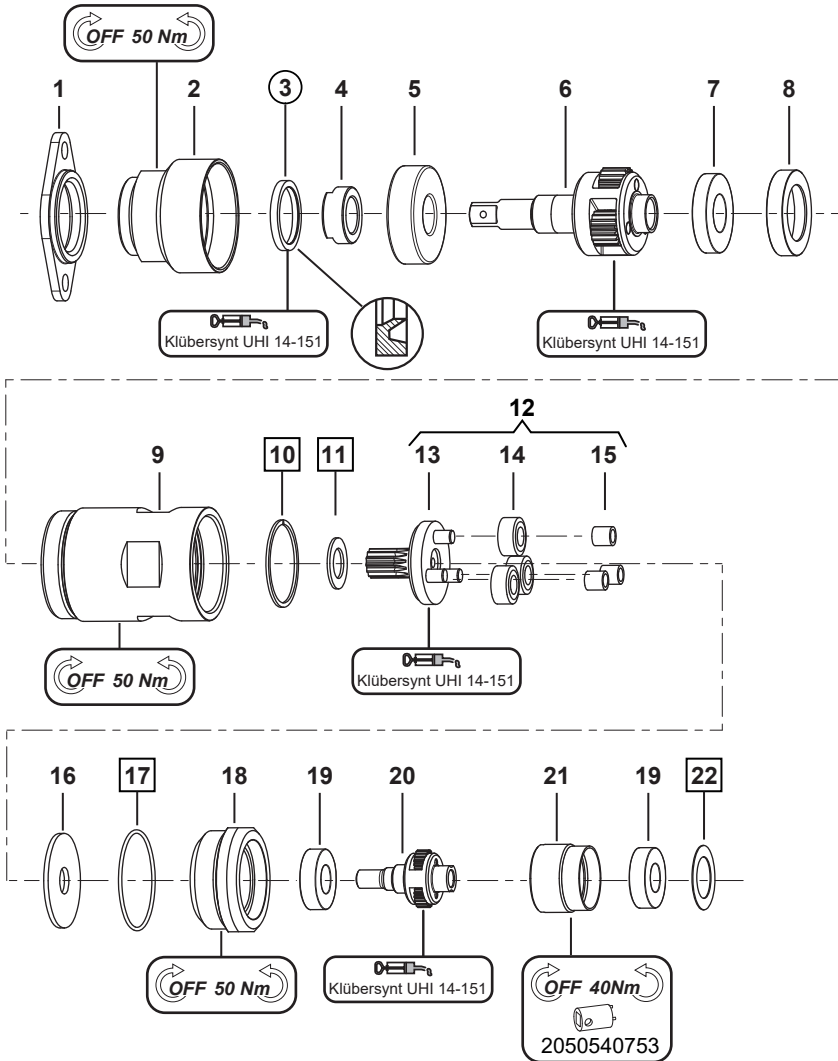 OFF 50 Nm
1 2 3 4 5 6 7 8
Klübersynt UHI 14-151 Klübersynt UHI 14-151
12
9 10 11 13 14 15
OFF 50 Nm Klübersynt UHI 14-151
16 17 18 19 20 21 19 22
OFF 50 Nm Klübersynt UHI 14-151 OFF 40Nm
2050540753